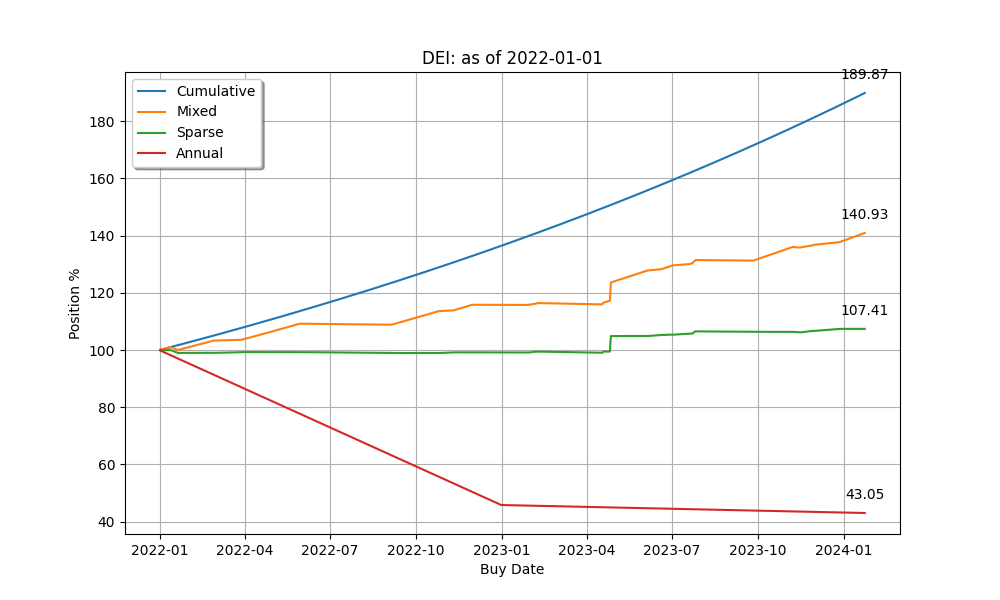 DEI: as of 2022-01-01
189.87
Cumulative
Mixed
Sparse
Annual
180
160
140
120
100
80
60
40
140.93
107.41
43.05
Position %
2022-01 2022-04 2022-07 2022-10 2023-01 2023-04 2023-07 2023-10 2024-01
Buy Date